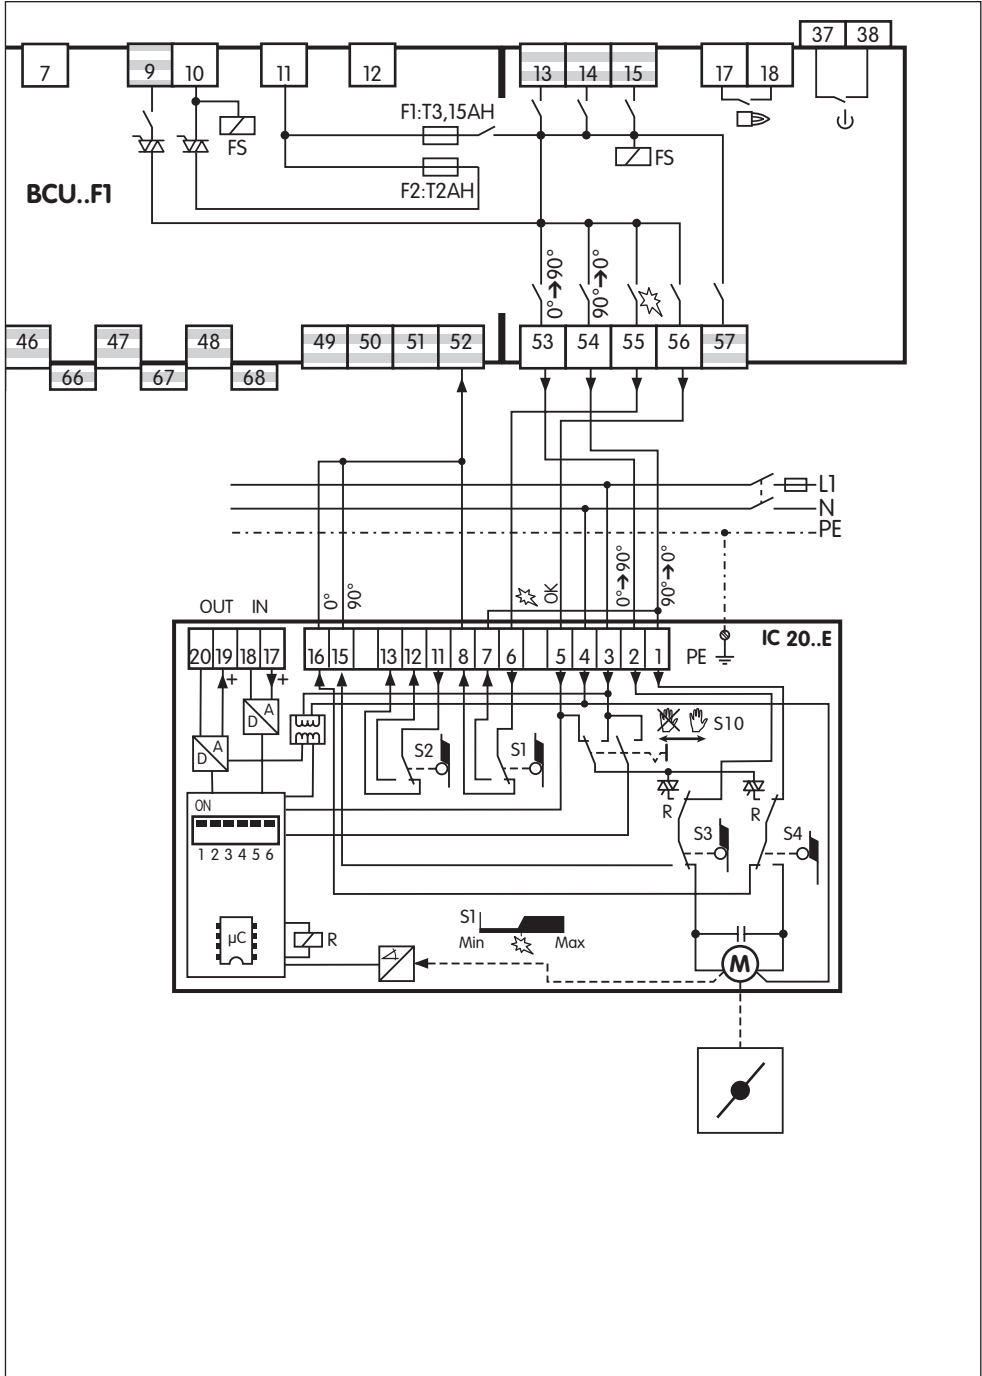 37 38
7 9 10 11 12 13 14 15 17 18
F1:T3,15AH
FS
FS
F2:T2AH
BCU..F1
0°➔90°
90°➔0°
46 47 48 49 50 51 52 53 54 55 56 57
66 67 68
L1
N
PE
0°
90°
OK
0°➔90°
90°➔0°
OUT IN
IC 20..E
20 19 18 17 16 15 13 12 11 8 7 6 5 4 3 2 1 PE
+ +
D A
D A
S2
S1
S10
ON
1 2 3 4 5 6
R
R
S3
S4
µC
R
S1
Min Max
M